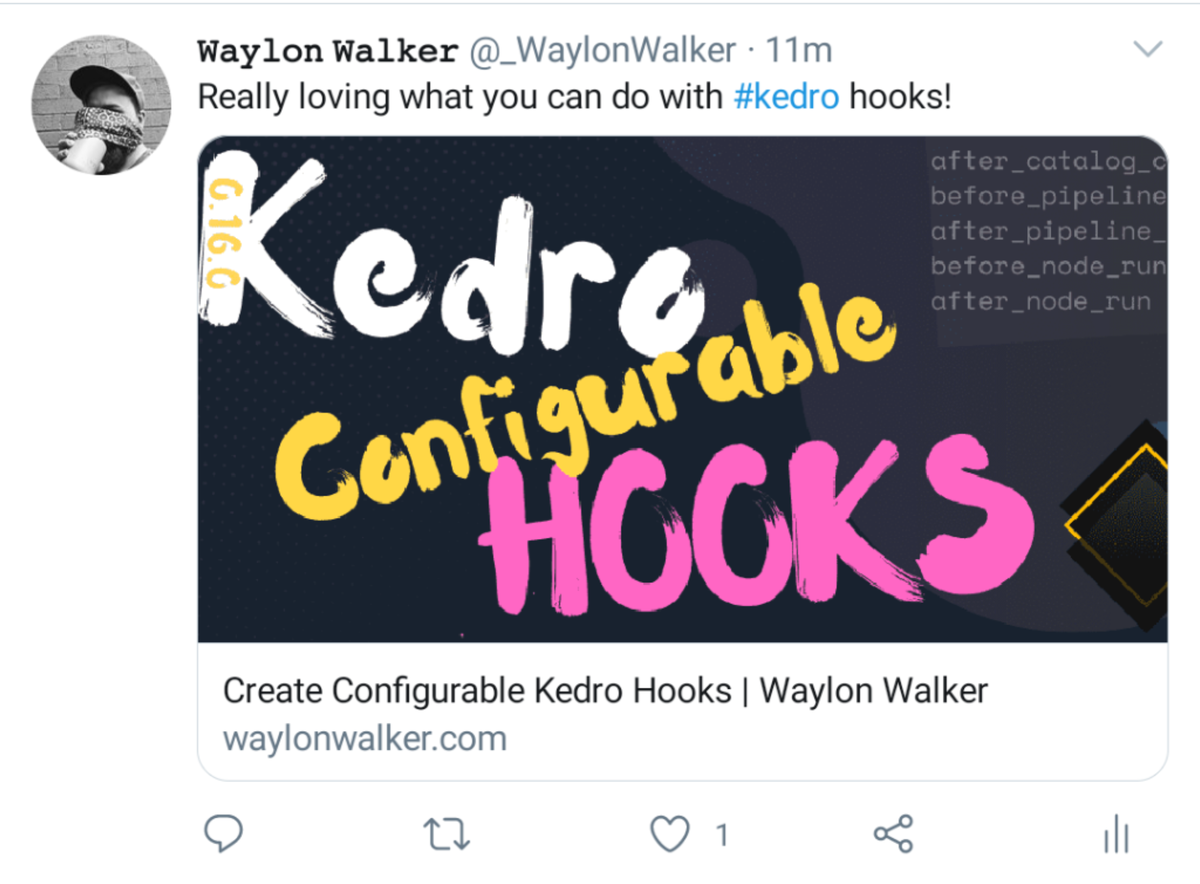 Waylon Walker @_WaylonWalker · 11m
Really loving what you can do with #kedro hooks!
Kedro
0.16.0
Configurable
HOOKS
after_catalog_c
before_pipeline
after_pipeline_
before_node_run
after_node_run
Create Configurable Kedro Hooks | Waylon Walker
waylonwalker.com
1